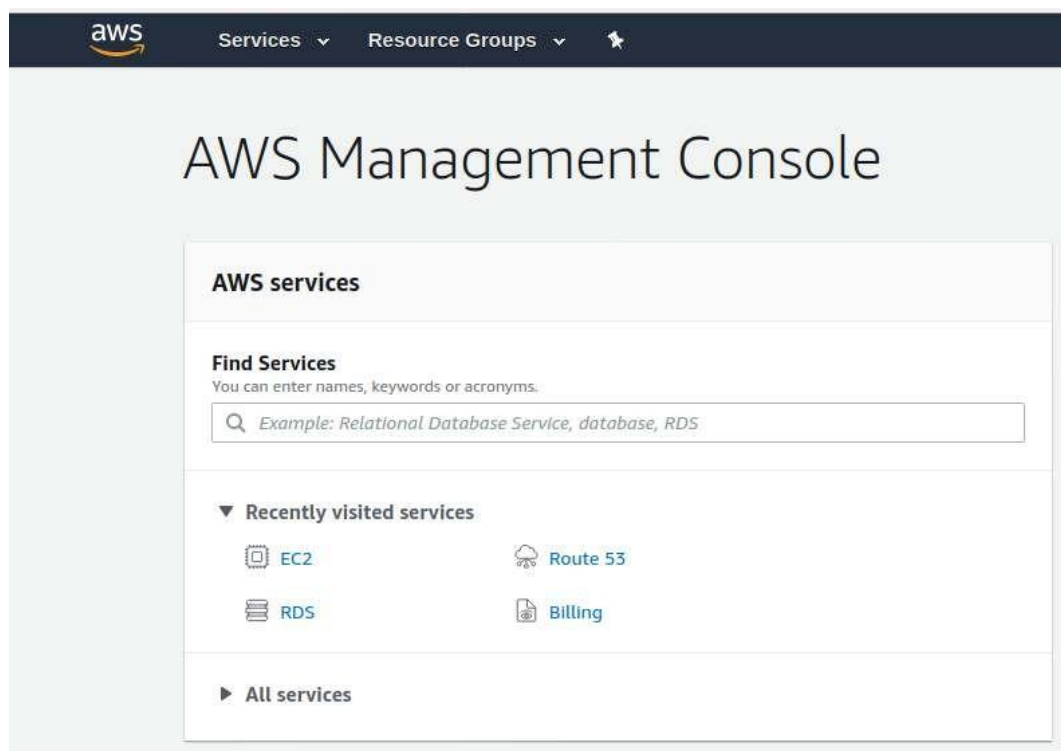 aws Services Resource Groups
AWS Management Console
AWS services
Find Services
You can enter names, keywords or acronyms.
Example: Relational Database Service, database, RDS
Recently visited services
EC2 Route 53
RDS Billing
All services